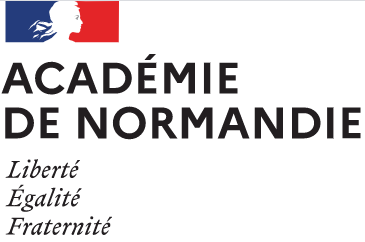 ACADÉMIE
DE NORMANDIE
Liberté
Égalité
Fraternité